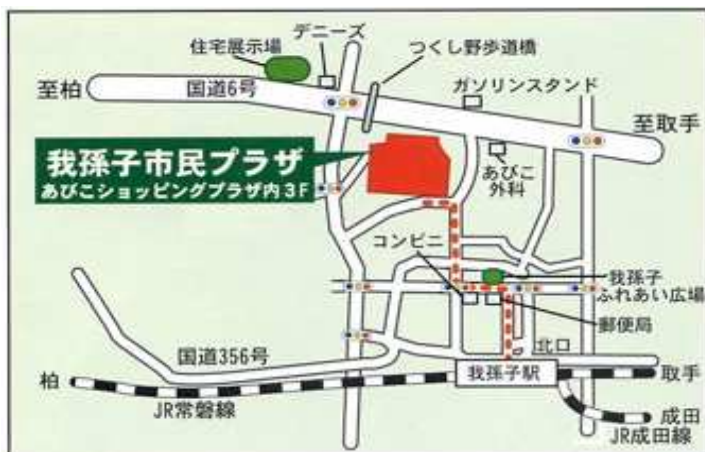 デニーズ
住宅展示場
つくし野歩道橋
ガソリンスタンド
至柏
国道6号
至取手
我孫子市民プラザ
あびこショッピングプラザ内3F
あびこ
外科
コンビニ
我孫子
ふれあい広場
郵便局
国道356号
北口
柏
我孫子駅
取手
JR常磐線
成田
JR成田線